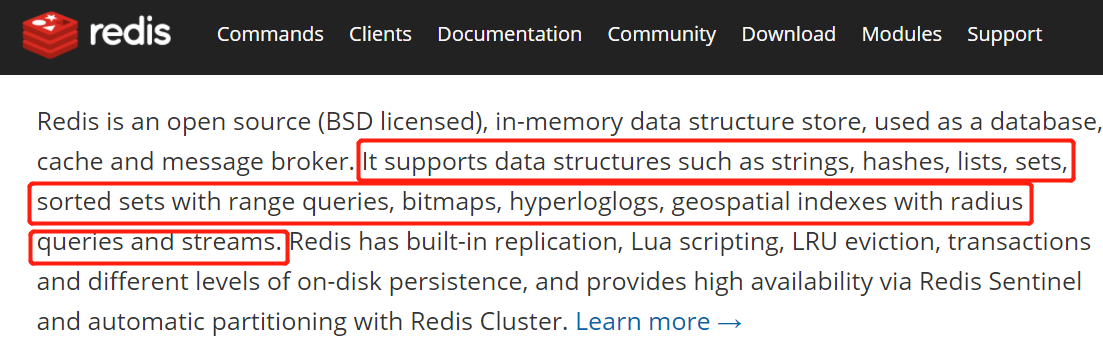 redis Commands Clients Documentation Community Download Modules Support
Redis is an open source (BSD licensed), in-memory data structure store, used as a database,
cache and message broker. It supports data structures such as strings, hashes, lists, sets,
sorted sets with range queries, bitmaps, hyperloglogs, geospatial indexes with radius
queries and streams. Redis has built-in replication, Lua scripting, LRU eviction, transactions
and different levels of on-disk persistence, and provides high availability via Redis Sentinel
and automatic partitioning with Redis Cluster. Learn more →